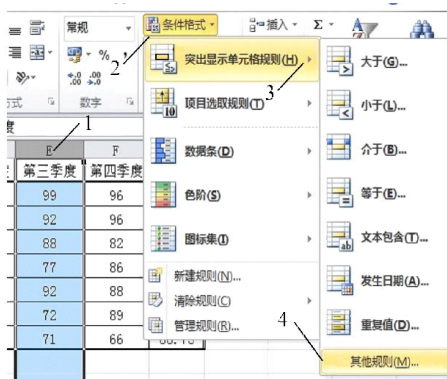 常规
条件格式
插入
Σ
%
,
2
方式
数字
度
1
E
F
第三季度
第四季度
99
96
92
96
88
82
77
86
92
88
72
89
71
66
突出显示单元格规则(H)
3
项目选取规则(T)
数据条(D)
色阶(S)
图标集(I)
新建规则(N)...
清除规则(C)
管理规则(R)...
大于(G)...
小于(L)...
介于(B)...
等于(E)...
文本包含(T)...
发生日期(A)...
重复值(D)...
4
其他规则(M)...